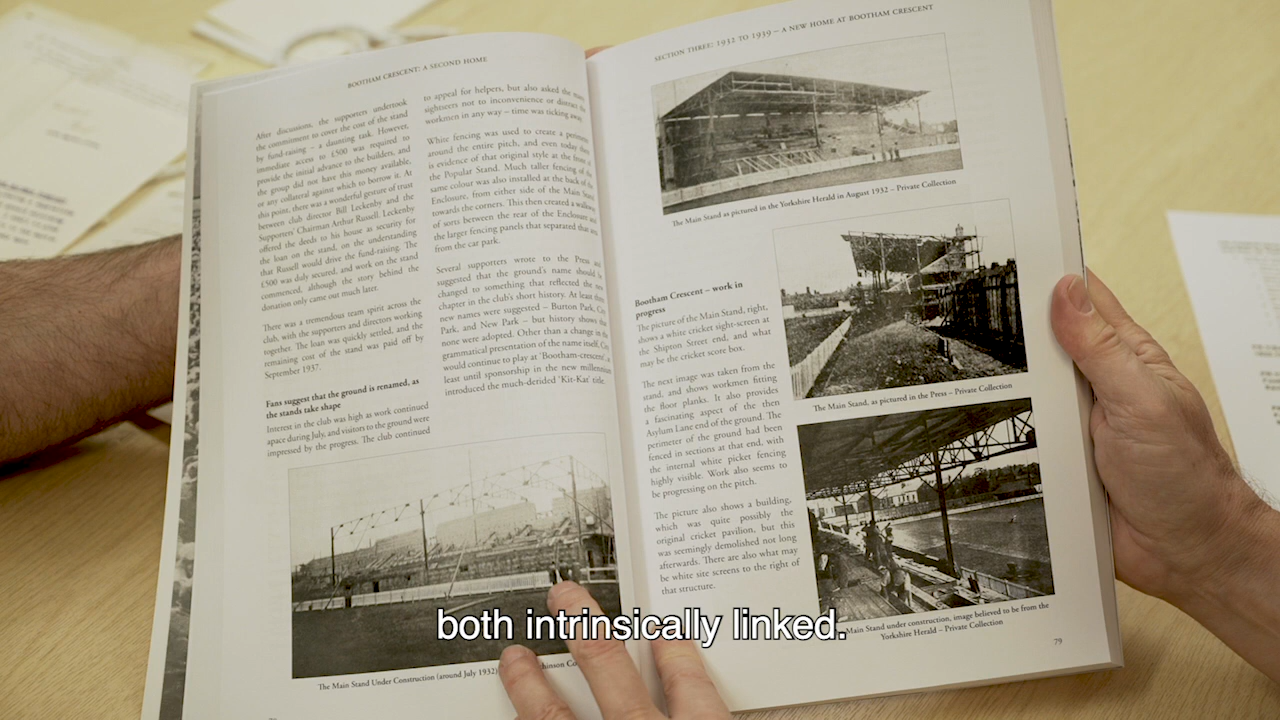 BOOTHAM CRESCENT: A SECOND HOME
After discussions, the supporters undertook
the commitment to cover the cost of the stand
by fund-raising – a daunting task. However,
immediate access to £500 was required to
provide the initial advance to the builders, and
the group did not have this money available,
or any collateral against which to borrow it. At
this point, there was a wonderful gesture of trust
between club director Bill Leckenby and the
Supporters' Chairman Arthur Russell. Leckenby
offered the deeds to his house as security for
the loan on the stand, on the understanding
that Russell would drive the fund-raising. The
£500 was duly secured, and work on the stand
commenced, although the story behind the
donation only came out much later.
There was a tremendous team spirit across the
club, with the supporters and directors working
together. The loan was quickly settled, and the
remaining cost of the stand was paid off by
September 1937.
Fans suggest that the ground is renamed, as
the stands take shape
Interest in the club was high as work continued
apace during July, and visitors to the ground were
impressed by the progress. The club continued
to appeal for helpers, but also asked the many
sightseers not to inconvenience or distract the
workmen in any way – time was ticking away.
White fencing was used to create a perimeter
around the entire pitch, and even today there
is evidence of that original style at the front of
the Popular Stand. Much taller fencing of the
same colour was also installed at the back of the
Enclosure, from either side of the Main Stand
towards the corners. This then created a walkway
of sorts between the rear of the Enclosure and
the larger fencing panels that separated that area
from the car park.
Several supporters wrote to the Press and
suggested that the ground's name should be
changed to something that reflected the new
chapter in the club's short history. At least three
new names were suggested – Burton Park, City
Park, and New Park – but history shows that
none were adopted. Other than a change in the
grammatical presentation of the name itself, City
would continue to play at 'Bootham-crescent', at
least until sponsorship in the new millennium
introduced the much-derided 'Kit-Kat' title.
The Main Stand Under Construction (around July 1932)
SECTION THREE: 1932 TO 1939 – A NEW HOME AT BOOTHAM CRESCENT
The Main Stand as pictured in the Yorkshire Herald in August 1932 – Private Collection
Bootham Crescent – work in
progress
The picture of the Main Stand, right,
shows a white cricket sight-screen at
the Shipton Street end, and what
may be the cricket score box.
The next image was taken from the
stand, and shows workmen fitting
the floor planks. It also provides
a fascinating aspect of the then
Asylum Lane end of the ground. The
perimeter of the ground had been
fenced in sections at that end, with
the internal white picket fencing
highly visible. Work also seems to
be progressing on the pitch.
The picture also shows a building,
which was quite possibly the
original cricket pavilion, but this
was seemingly demolished not long
afterwards. There are also what may
be white site screens to the right of
that structure.
The Main Stand, as pictured in the Press – Private Collection
Main Stand under construction, image believed to be from the
Yorkshire Herald – Private Collection
79
both intrinsically linked.